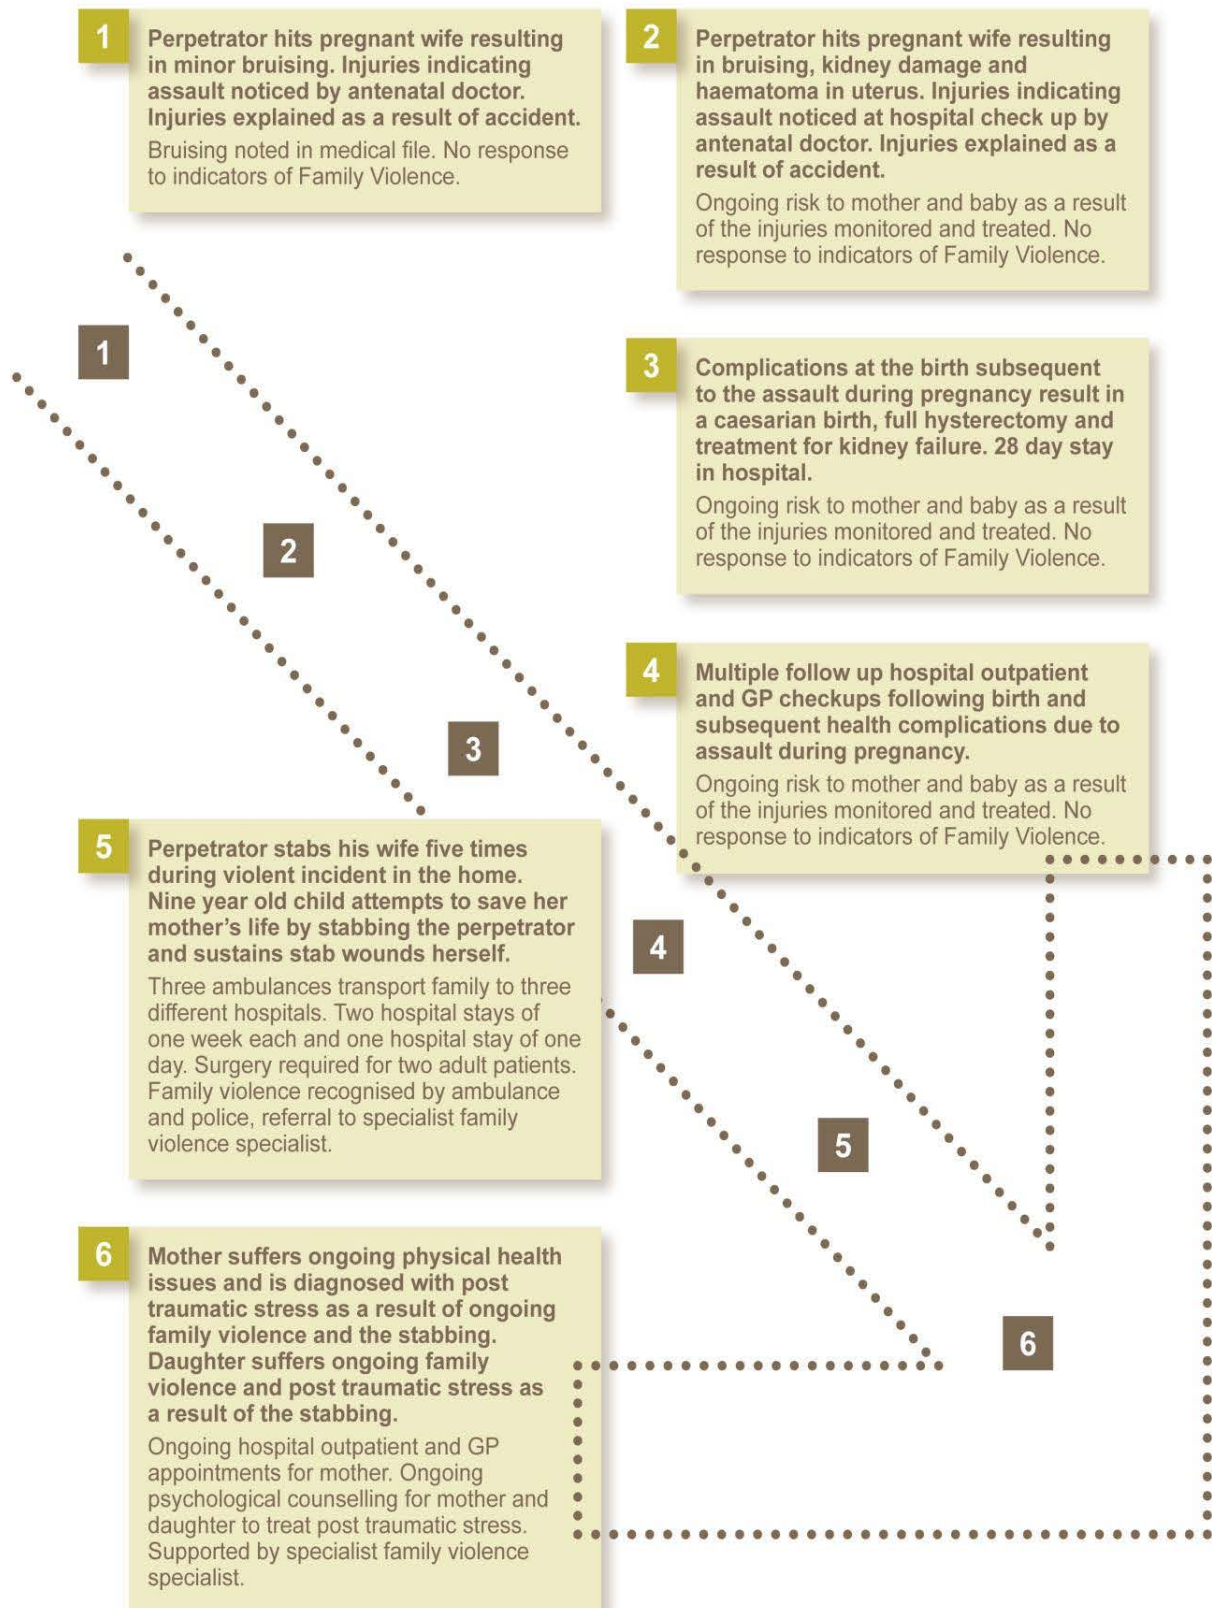 1
Perpetrator hits pregnant wife resulting
in minor bruising. Injuries indicating
assault noticed by antenatal doctor.
Injuries explained as a result of accident.
Bruising noted in medical file. No response
to indicators of Family Violence.
2
Perpetrator hits pregnant wife resulting
in bruising, kidney damage and
haematoma in uterus. Injuries indicating
assault noticed at hospital check up by
antenatal doctor. Injuries explained as a
result of accident.
Ongoing risk to mother and baby as a result
of the injuries monitored and treated. No
response to indicators of Family Violence.
3
Complications at the birth subsequent
to the assault during pregnancy result in
a caesarian birth, full hysterectomy and
treatment for kidney failure. 28 day stay
in hospital.
Ongoing risk to mother and baby as a result
of the injuries monitored and treated. No
response to indicators of Family Violence.
4
Multiple follow up hospital outpatient
and GP checkups following birth and
subsequent health complications due to
assault during pregnancy.
Ongoing risk to mother and baby as a result
of the injuries monitored and treated. No
response to indicators of Family Violence.
5
Perpetrator stabs his wife five times
during violent incident in the home.
Nine year old child attempts to save her
mother's life by stabbing the perpetrator
and sustains stab wounds herself.
Three ambulances transport family to three
different hospitals. Two hospital stays of
one week each and one hospital stay of one
day. Surgery required for two adult patients.
Family violence recognised by ambulance
and police, referral to specialist family
violence specialist.
6
Mother suffers ongoing physical health
issues and is diagnosed with post
traumatic stress as a result of ongoing
family violence and the stabbing.
Daughter suffers ongoing family
violence and post traumatic stress as
a result of the stabbing.
Ongoing hospital outpatient and GP
appointments for mother. Ongoing
psychological counselling for mother and
daughter to treat post traumatic stress.
Supported by specialist family violence
specialist.
1
2
3
4
5
6